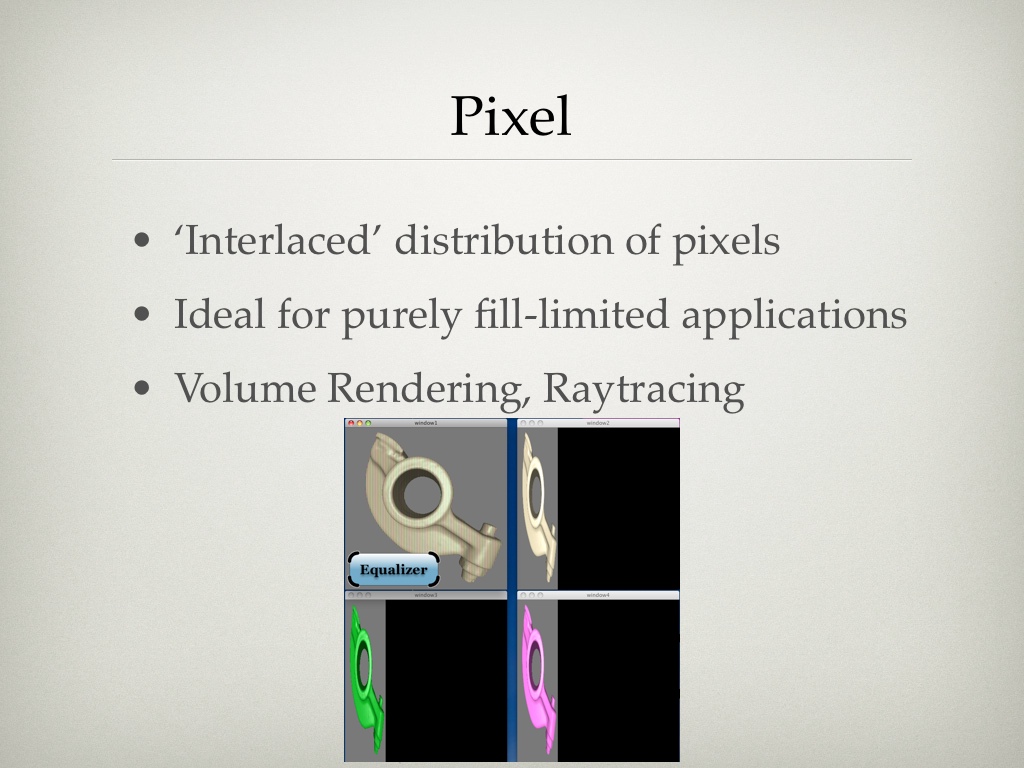 Pixel
• ‘Interlaced’ distribution of pixels
• Ideal for purely fill-limited applications
• Volume Rendering, Raytracing
window1
window2
Equalizer
window3
window4